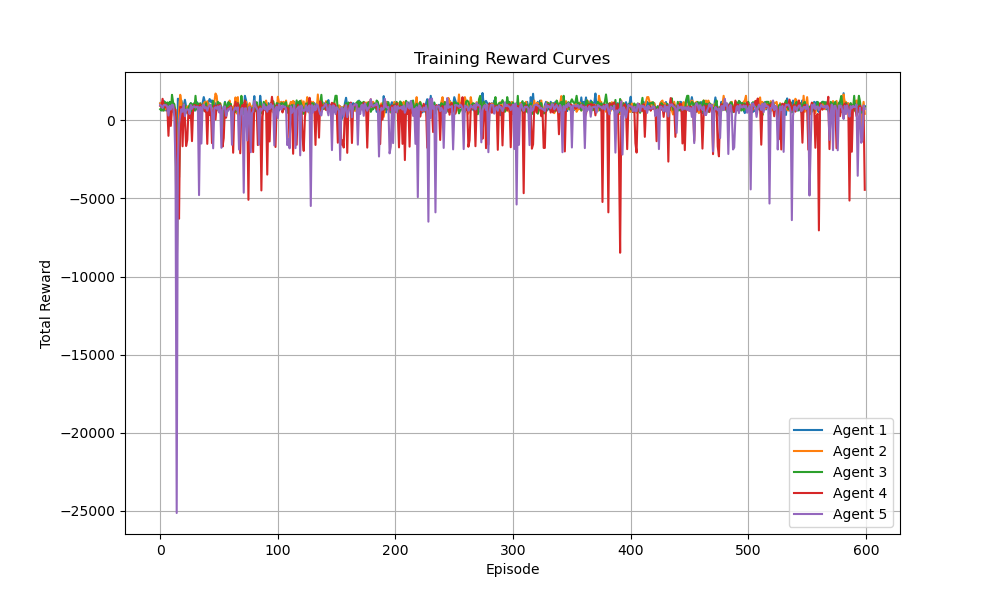 Training Reward Curves
Total Reward
0
−5000
−10000
−15000
−20000
−25000
0 100 200 300 400 500 600
Episode
Agent 1
Agent 2
Agent 3
Agent 4
Agent 5